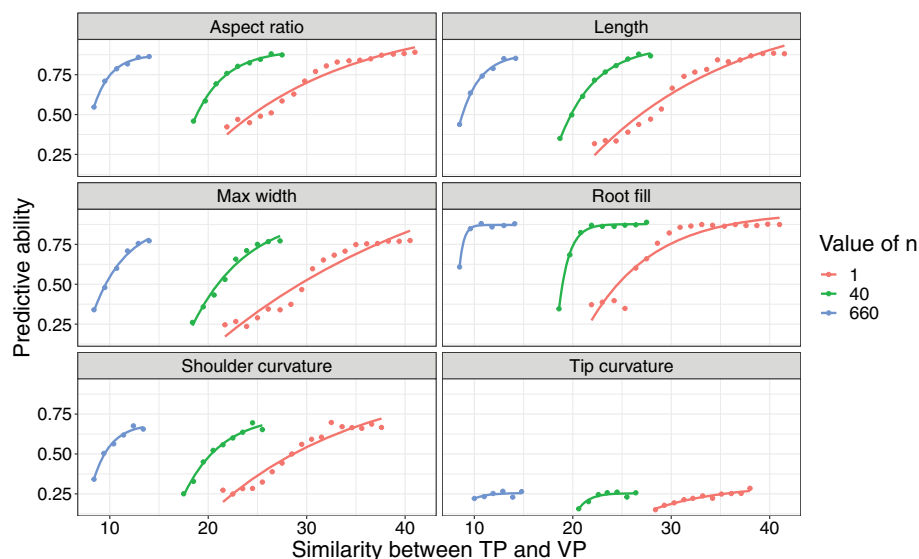 Aspect ratio
Length
0.75
0.50
0.25
Max width
Root fill
0.75
0.50
0.25
Shoulder curvature
Tip curvature
0.75
0.50
0.25
10 20 30 40 10 20 30 40
Similarity between TP and VP
Predictive ability
Value of n
1
40
660